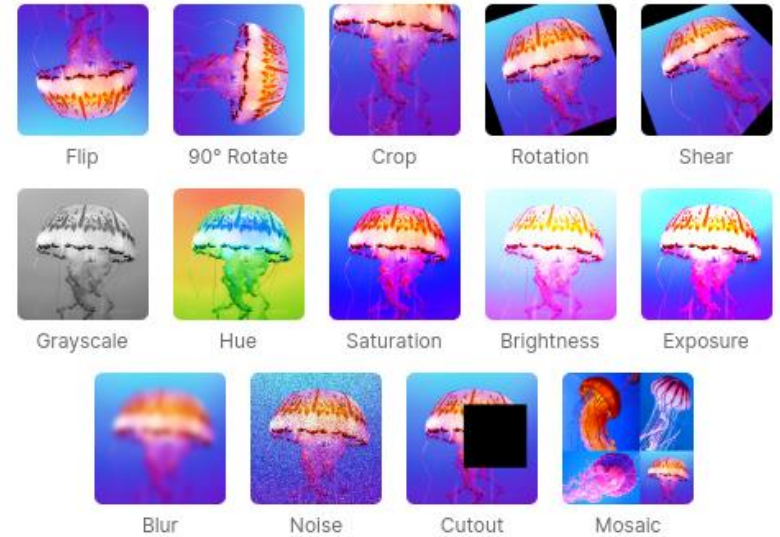 Flip
90° Rotate
Crop
Rotation
Shear
Grayscale
Hue
Saturation
Brightness
Exposure
Blur
Noise
Cutout
Mosaic